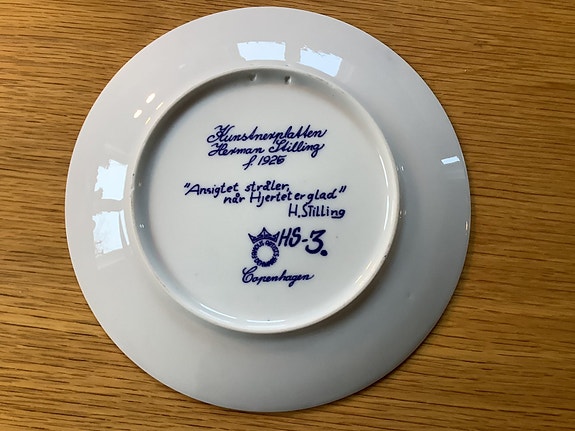 Kunstnerplatten
Herman Stilling
f 1925
"Ansigtet stråler,
når Hjertet er glad"
H. Stilling
HS-3.
Copenhagen